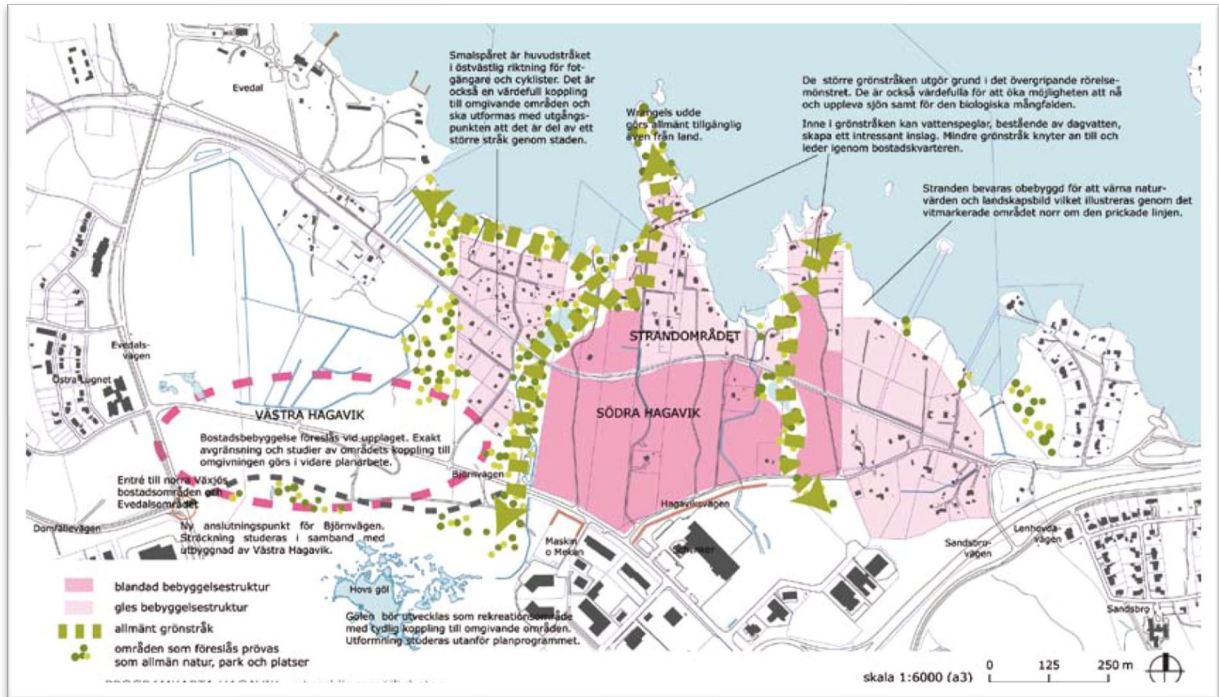 Smalspåret är huvudstråket
i östvästlig riktning för fot-
gängare och cyklister. Det är
också en värdefull koppling
till omgivande områden och
ska utformas med utgångs-
punkten att det är del av ett
större stråk genom staden.
Evedal
Wrangels udde
görs allmänt tillgänglig
även från land.
De större grönstråken utgör grund i det övergripande rörelse-
mönstret. De är också värdefulla för att öka möjligheten att nå
och uppleva sjön samt för den biologiska mångfalden.
Inne i grönstråken kan vattenspeglar, bestående av dagvatten,
skapa ett intressant inslag. Mindre grönstråk knyter an till och
leder igenom bostadskvarteren.
Stranden bevaras obebyggd för att värna natur-
värden och landskapsbild vilket illustreras genom det
vitmarkerade området norr om den prickade linjen.
Evedals-
vägen
Östra Lugnet
STRANDOMRÅDET
VÄSTRA HAGAVIK
SÖDRA HAGAVIK
Bostadsbebyggelse föreslås vid upplaget. Exakt
avgränsning och studier av områdets koppling till
omgivningen görs i vidare planarbete.
Björnvägen
Entré till norra Växjös
bostadsområden och
Evedalsområdet
Domfällevägen
Ny anslutningspunkt för Björnvägen.
Sträckning studeras i samband med
utbyggnad av Västra Hagavik.
Hagaviksvägen
Maskin
o Mekan
Schenker
Sandsbro-
vägen
Lenhovda-
vägen
Sandsbro
Hovs göl
Gölen bör utvecklas som rekreationsområde
med tydlig koppling till omgivande områden.
Utformning studeras utanför planprogrammet.
blandad bebyggelsestruktur
gles bebyggelsestruktur
allmänt grönstråk
områden som föreslås prövas
som allmän natur, park och platser
skala 1:6000 (a3)
0 125 250 m